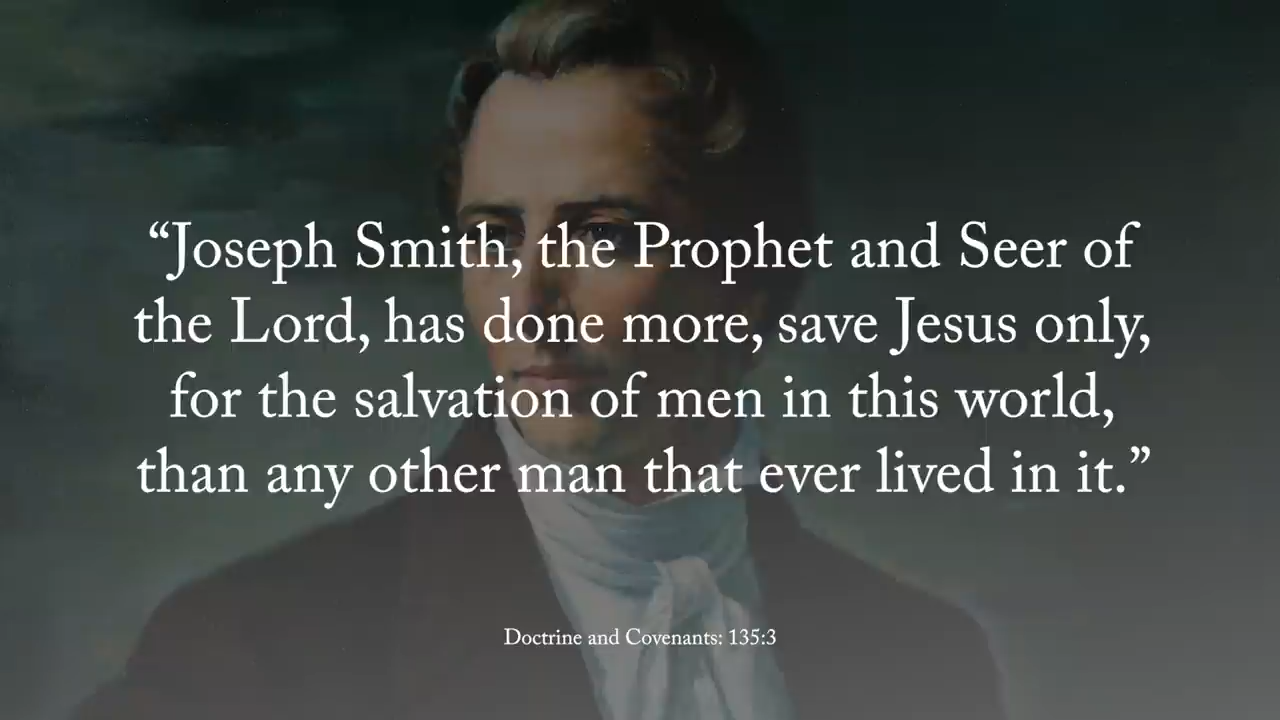 “Joseph Smith, the Prophet and Seer of
the Lord, has done more, save Jesus only,
for the salvation of men in this world,
than any other man that ever lived in it.”
Doctrine and Covenants: 135:3